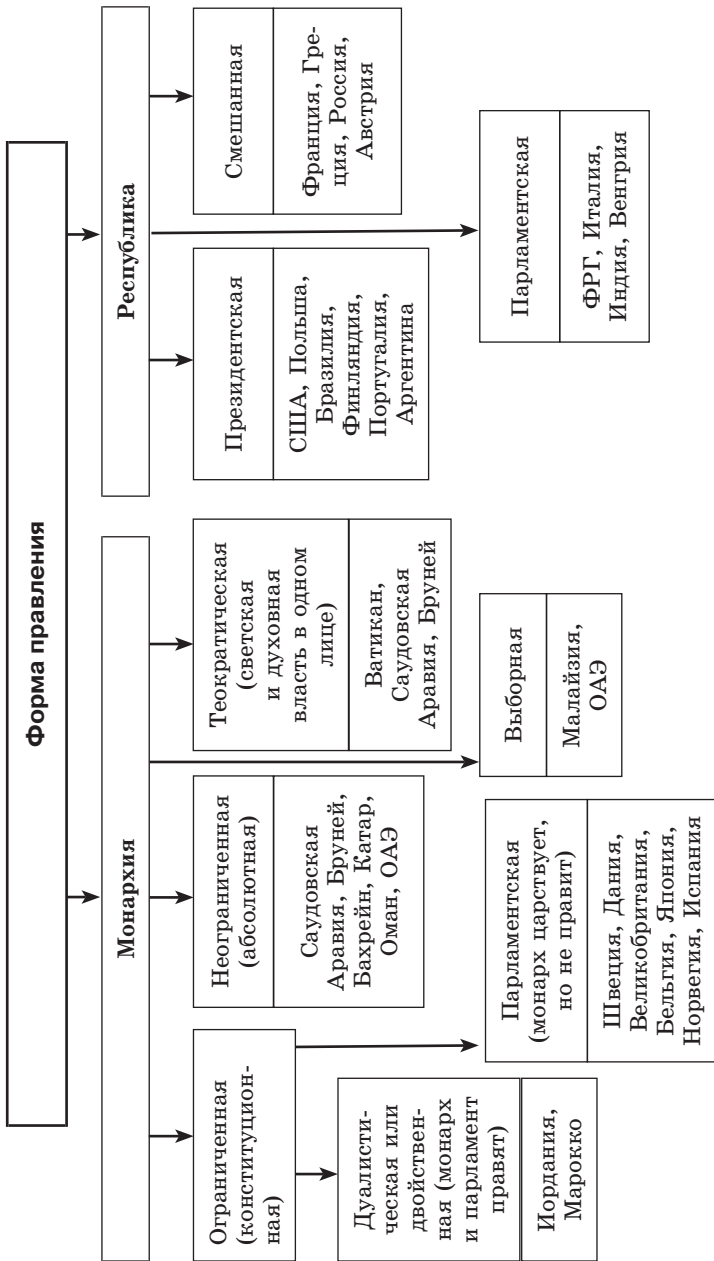 Форма правления
Монархия
Ограниченная
(конституцион-
ная)
Дуалисти-
ческая или
двойствен-
ная (монарх
и парламент
правят)
Иордания,
Марокко
Парламентская
(монарх царствует,
но не правит)
Швеция, Дания,
Великобритания,
Бельгия, Япония,
Норвегия, Испания
Неограниченная
(абсолютная)
Саудовская
Аравия, Бруней,
Бахрейн, Катар,
Оман, ОАЭ
Выборная
Малайзия,
ОАЭ
Теократическая
(светская
и духовная
власть в одном
лице)
Ватикан,
Саудовская
Аравия, Бруней
Республика
Президентская
США, Польша,
Бразилия,
Финляндия,
Португалия,
Аргентина
Парламентская
ФРГ, Италия,
Индия, Венгрия
Смешанная
Франция, Гре-
ция, Россия,
Австрия